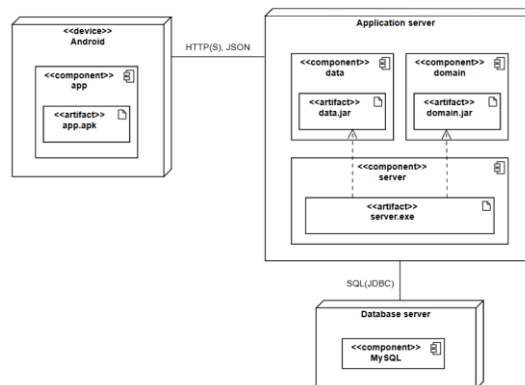 <<device>>
Android
<<component>>
app
<<artifact>>
app.apk
HTTP(S), JSON
Application server
<<component>>
data
<<artifact>>
data.jar
<<component>>
domain
<<artifact>>
domain.jar
<<component>>
server
<<artifact>>
server.exe
SQL(JDBC)
Database server
<<component>>
MySQL